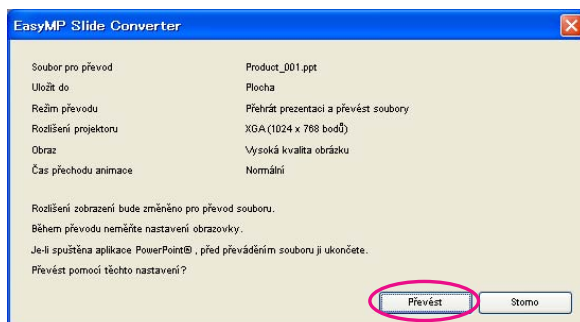 EasyMP Slide Converter
Soubor pro převod Product_001.ppt
Uložit do Plocha
Režim převodu Přehrát prezentaci a převést soubory
Rozlišení projektoru XGA(1024 x 768 bodů)
Obraz Vysoká kvalita obrázku
Čas přechodu animace Normální
Rozlišení zobrazení bude změněno pro převod souboru.
Během převodu neměňte nastavení obrazovky.
Je-li spuštěna aplikace PowerPoint® , před převáděním souboru ji ukončete.
Převést pomocí těchto nastavení?
Převést Storno